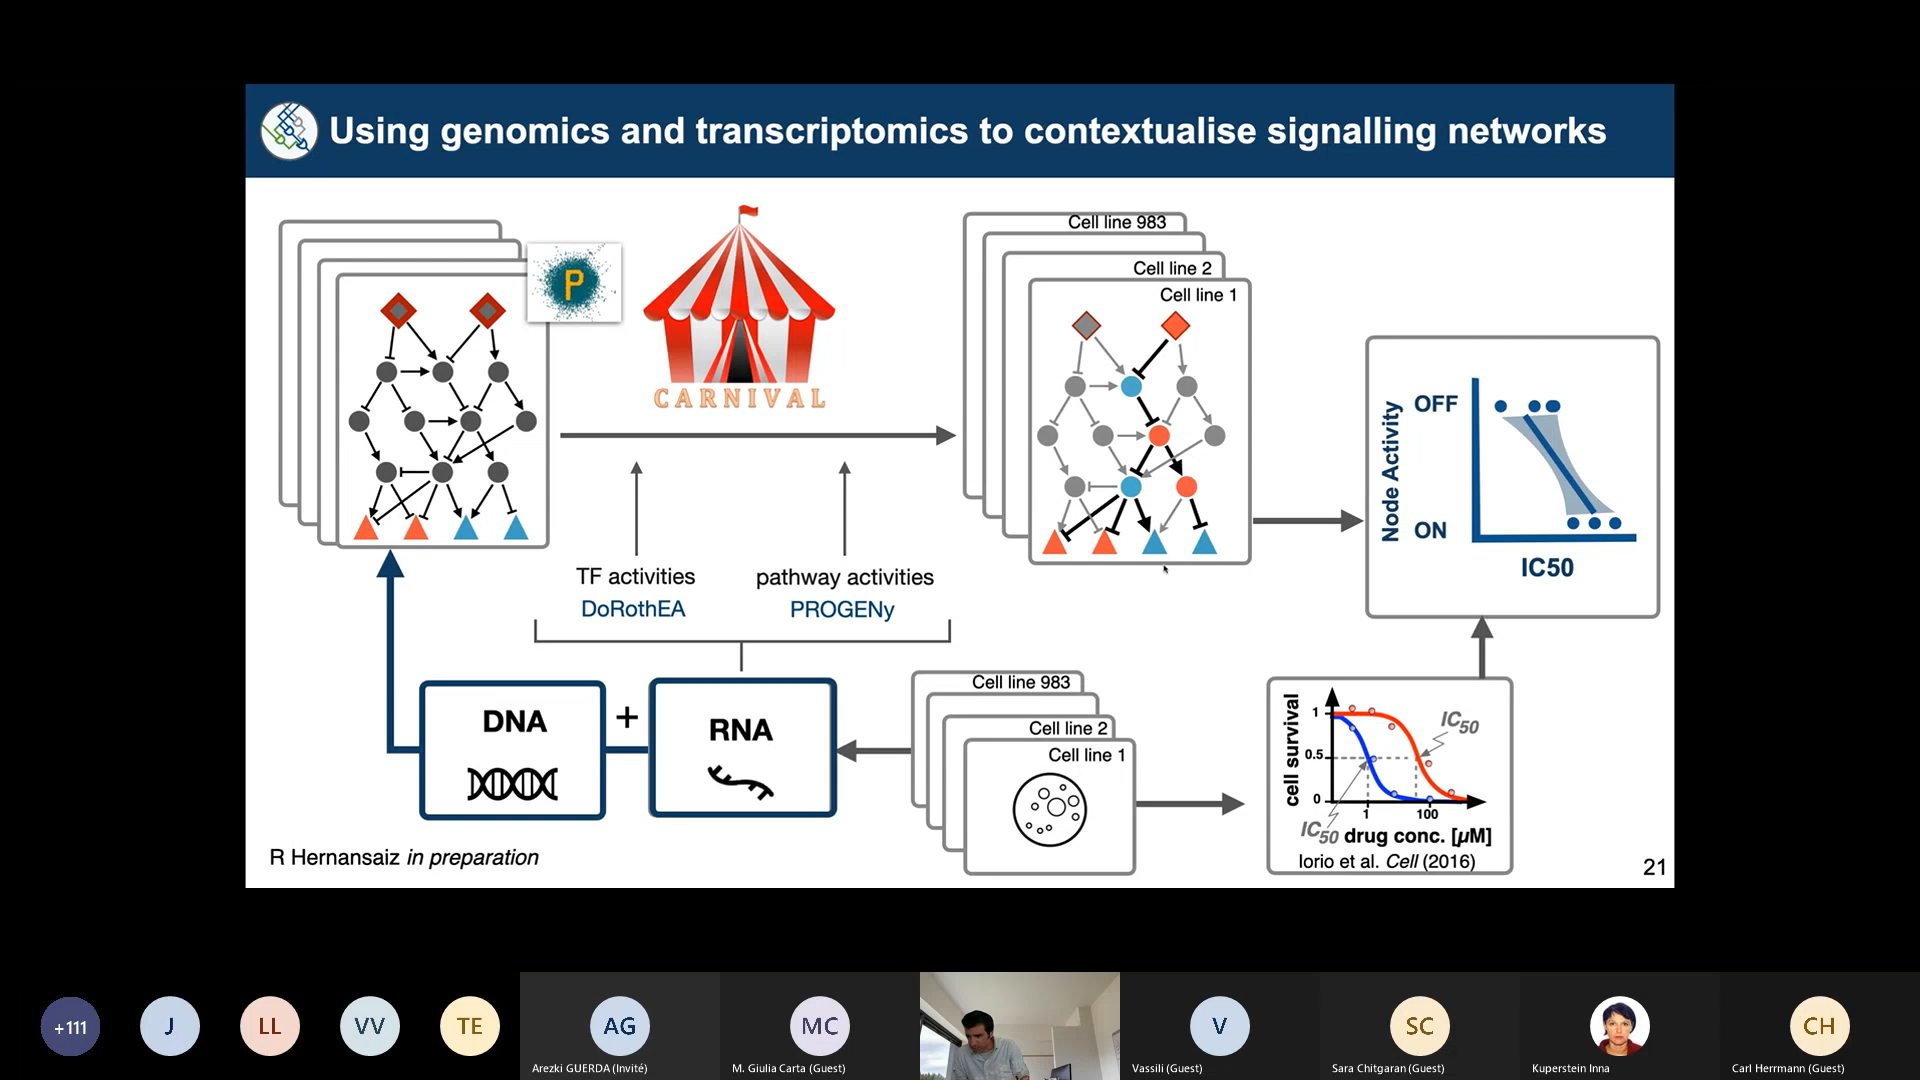 Using genomics and transcriptomics to contextualise signalling networks
P
CARNIVAL
TF activities
DoRothEA
pathway activities
PROGENy
Cell line 983
Cell line 2
Cell line 1
Node Activity
OFF
ON
IC50
DNA
+
RNA
Cell line 983
Cell line 2
Cell line 1
cell survival
1
0.5
0
IC50
1
100
IC50
drug conc. [µM]
Iorio et al. Cell (2016)
R Hernansaiz in preparation
21
+111
J
LL
VV
TE
AG
Arezki GUERDA (Invité)
MC
M. Giulia Carta (Guest)
V
Vassili (Guest)
SC
Sara Chitgaran (Guest)
Kuperstein Inna
CH
Carl Herrmann (Guest)